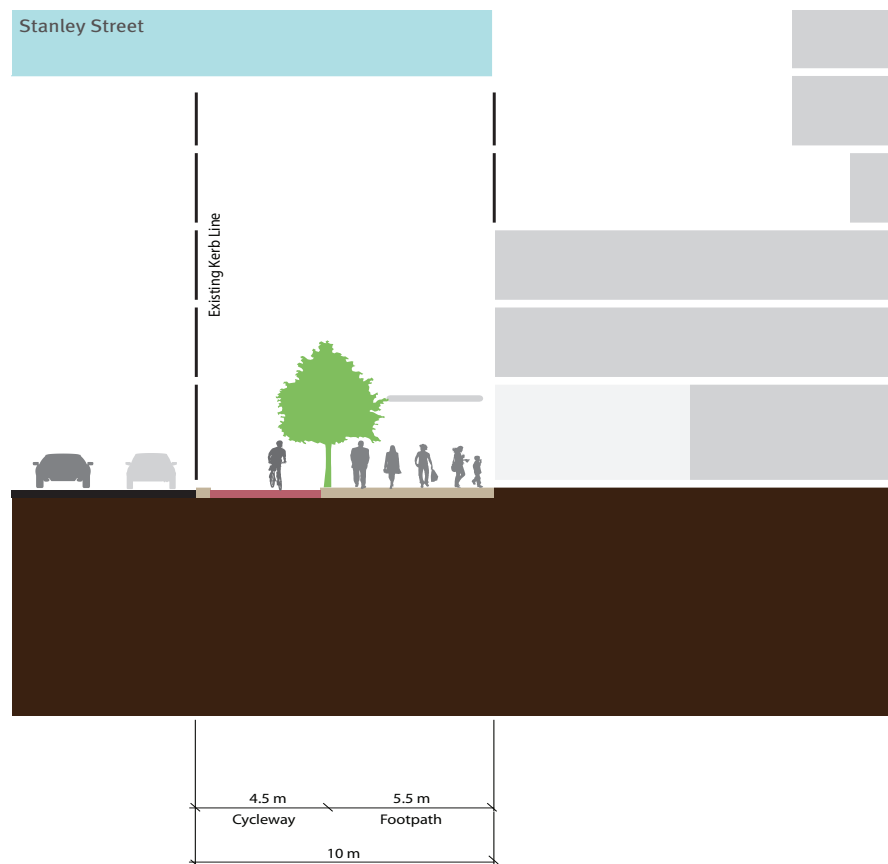 Stanley Street
Existing Kerb Line
4.5 m
5.5 m
Cycleway
Footpath
10 m